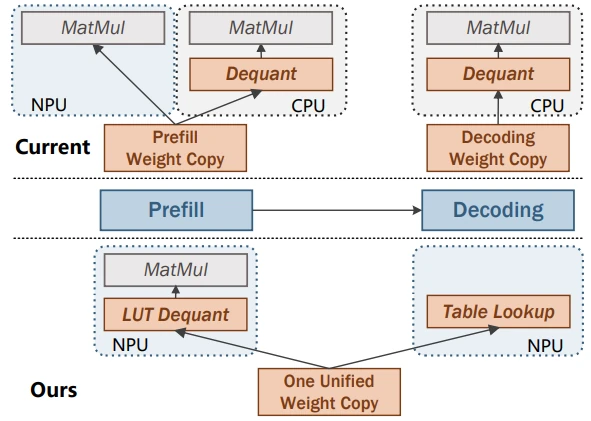 MatMul
MatMul
MatMul
Dequant
Dequant
NPU
CPU
CPU
Current
Prefill
Weight Copy
Decoding
Weight Copy
Prefill
Decoding
MatMul
LUT Dequant
Table Lookup
NPU
NPU
Ours
One Unified
Weight Copy